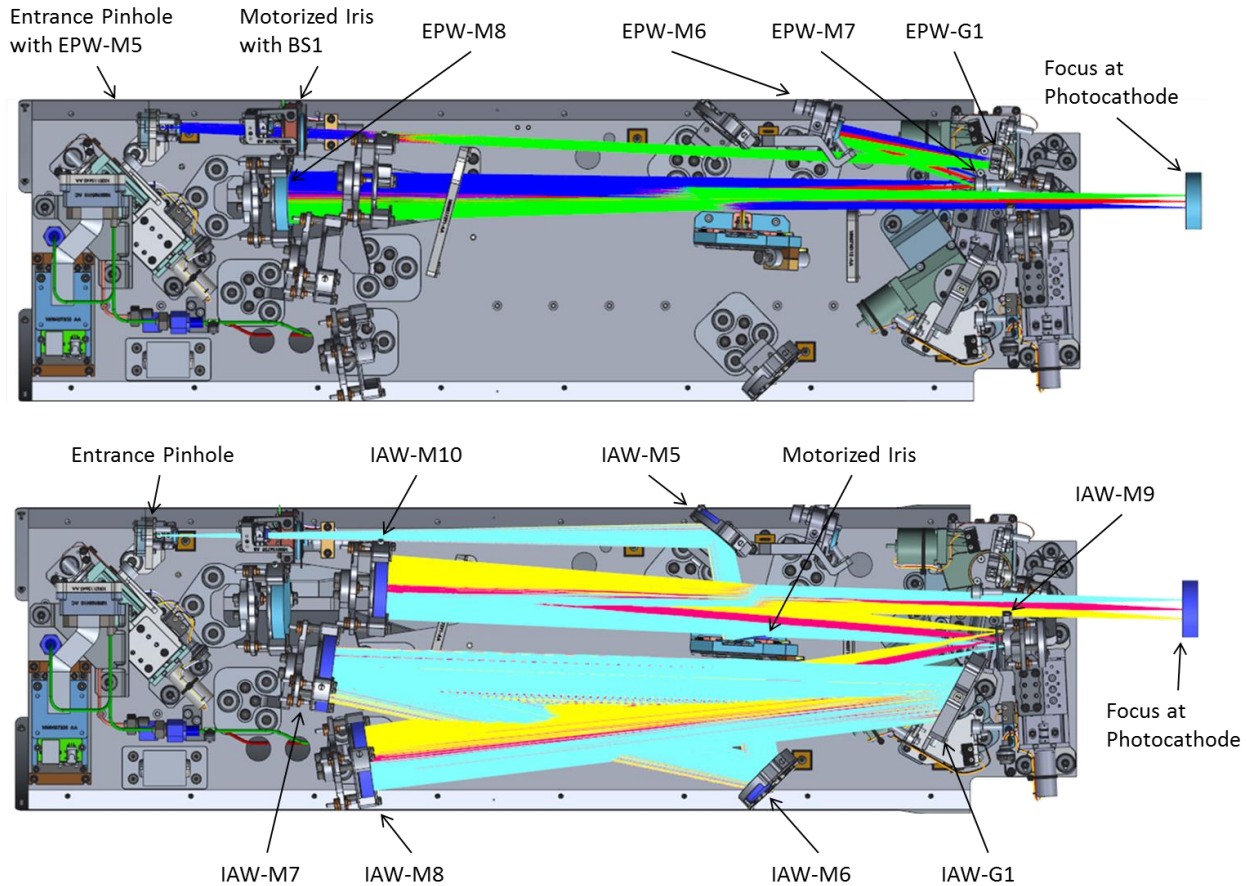 Entrance Pinhole
with EPW-M5
Motorized Iris
with BS1
EPW-M8
EPW-M6
EPW-M7
EPW-G1
Focus at
Photocathode
Entrance Pinhole
IAW-M10
IAW-M5
Motorized Iris
IAW-M9
Focus at
Photocathode
IAW-M7
IAW-M8
IAW-M6
IAW-G1